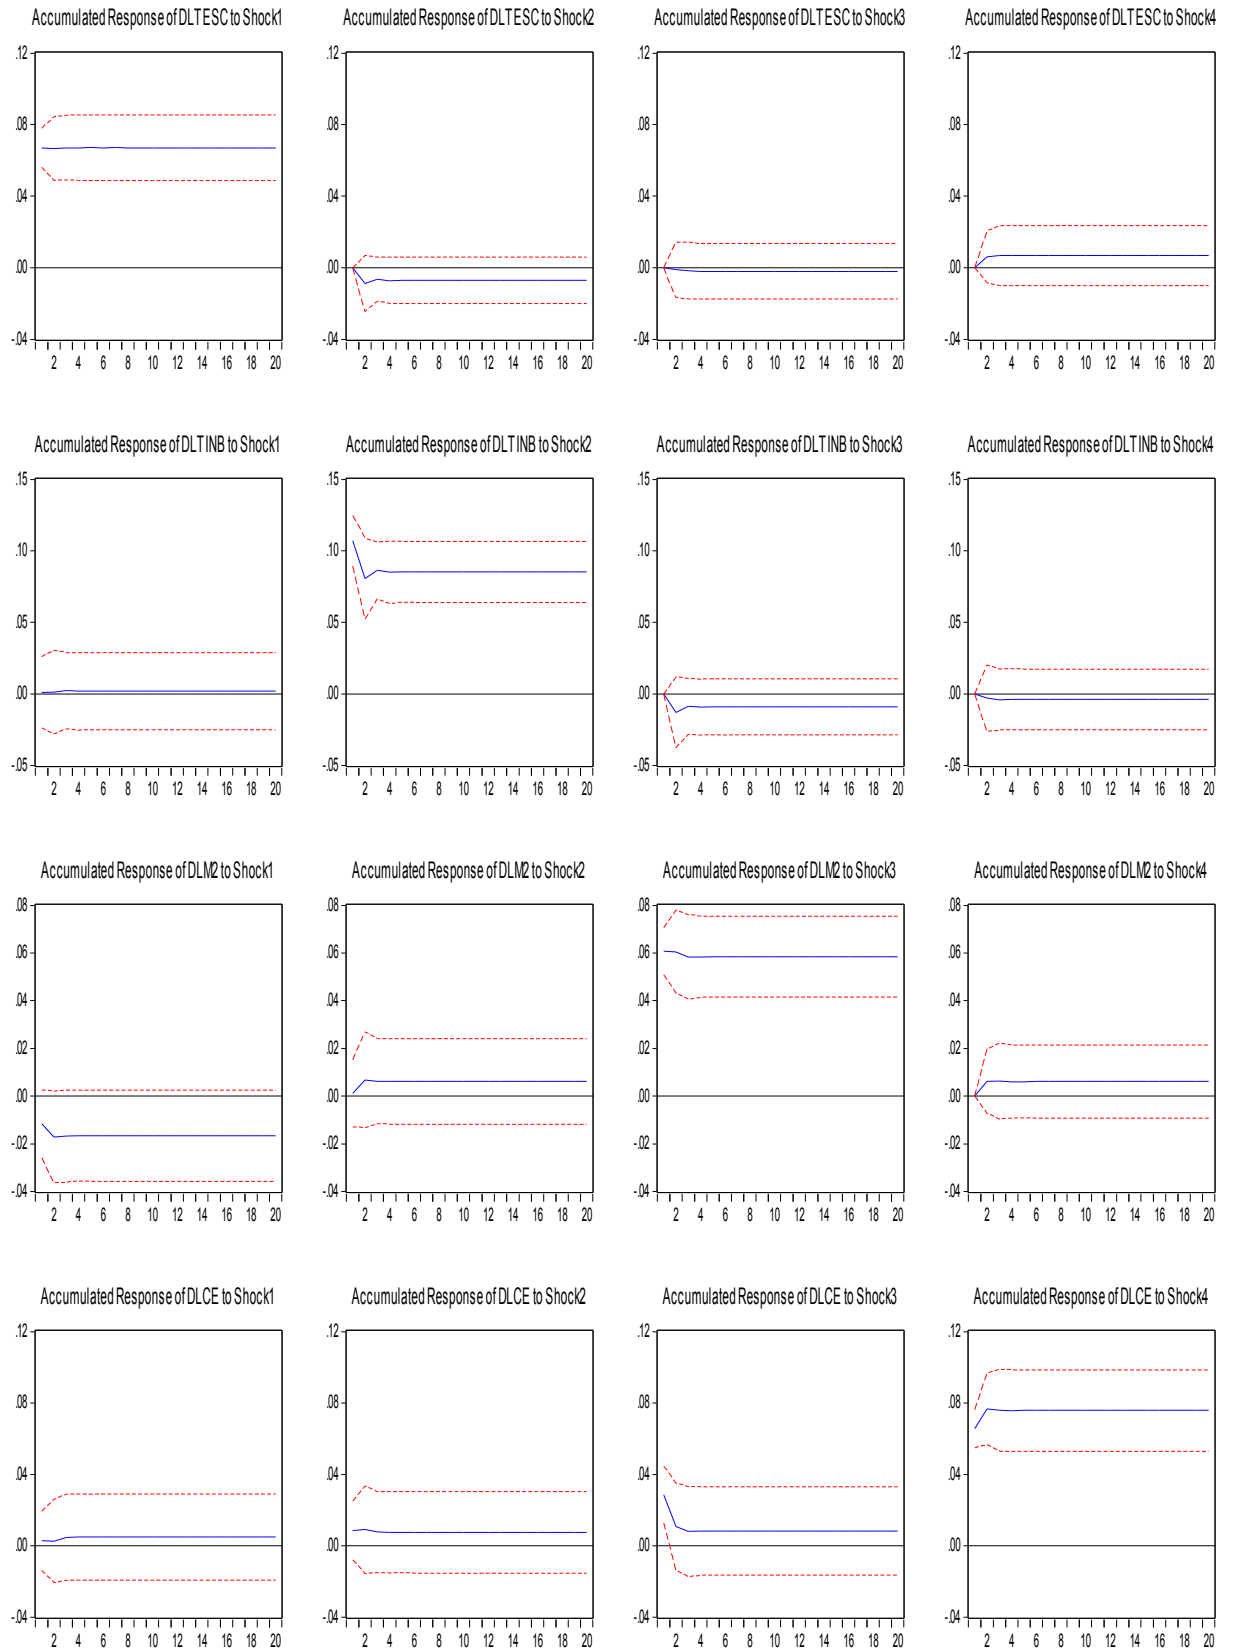 Accumulated Response of DLTESC to Shock1
Accumulated Response of DLTESC to Shock2
Accumulated Response of DLTESC to Shock3
Accumulated Response of DLTESC to Shock4
.12
.08
.04
.00
-.04
2 4 6 8 10 12 14 16 18 20
.12
.08
.04
.00
-.04
2 4 6 8 10 12 14 16 18 20
.12
.08
.04
.00
-.04
2 4 6 8 10 12 14 16 18 20
.12
.08
.04
.00
-.04
2 4 6 8 10 12 14 16 18 20
Accumulated Response of DLTINB to Shock1
Accumulated Response of DLTINB to Shock2
Accumulated Response of DLTINB to Shock3
Accumulated Response of DLTINB to Shock4
.15
.10
.05
.00
-.05
2 4 6 8 10 12 14 16 18 20
.15
.10
.05
.00
-.05
2 4 6 8 10 12 14 16 18 20
.15
.10
.05
.00
-.05
2 4 6 8 10 12 14 16 18 20
.15
.10
.05
.00
-.05
2 4 6 8 10 12 14 16 18 20
Accumulated Response of DLM2 to Shock1
Accumulated Response of DLM2 to Shock2
Accumulated Response of DLM2 to Shock3
Accumulated Response of DLM2 to Shock4
.08
.06
.04
.02
.00
-.02
-.04
2 4 6 8 10 12 14 16 18 20
.08
.06
.04
.02
.00
-.02
-.04
2 4 6 8 10 12 14 16 18 20
.08
.06
.04
.02
.00
-.02
-.04
2 4 6 8 10 12 14 16 18 20
.08
.06
.04
.02
.00
-.02
-.04
2 4 6 8 10 12 14 16 18 20
Accumulated Response of DLCE to Shock1
Accumulated Response of DLCE to Shock2
Accumulated Response of DLCE to Shock3
Accumulated Response of DLCE to Shock4
.12
.08
.04
.00
-.04
2 4 6 8 10 12 14 16 18 20
.12
.08
.04
.00
-.04
2 4 6 8 10 12 14 16 18 20
.12
.08
.04
.00
-.04
2 4 6 8 10 12 14 16 18 20
.12
.08
.04
.00
-.04
2 4 6 8 10 12 14 16 18 20